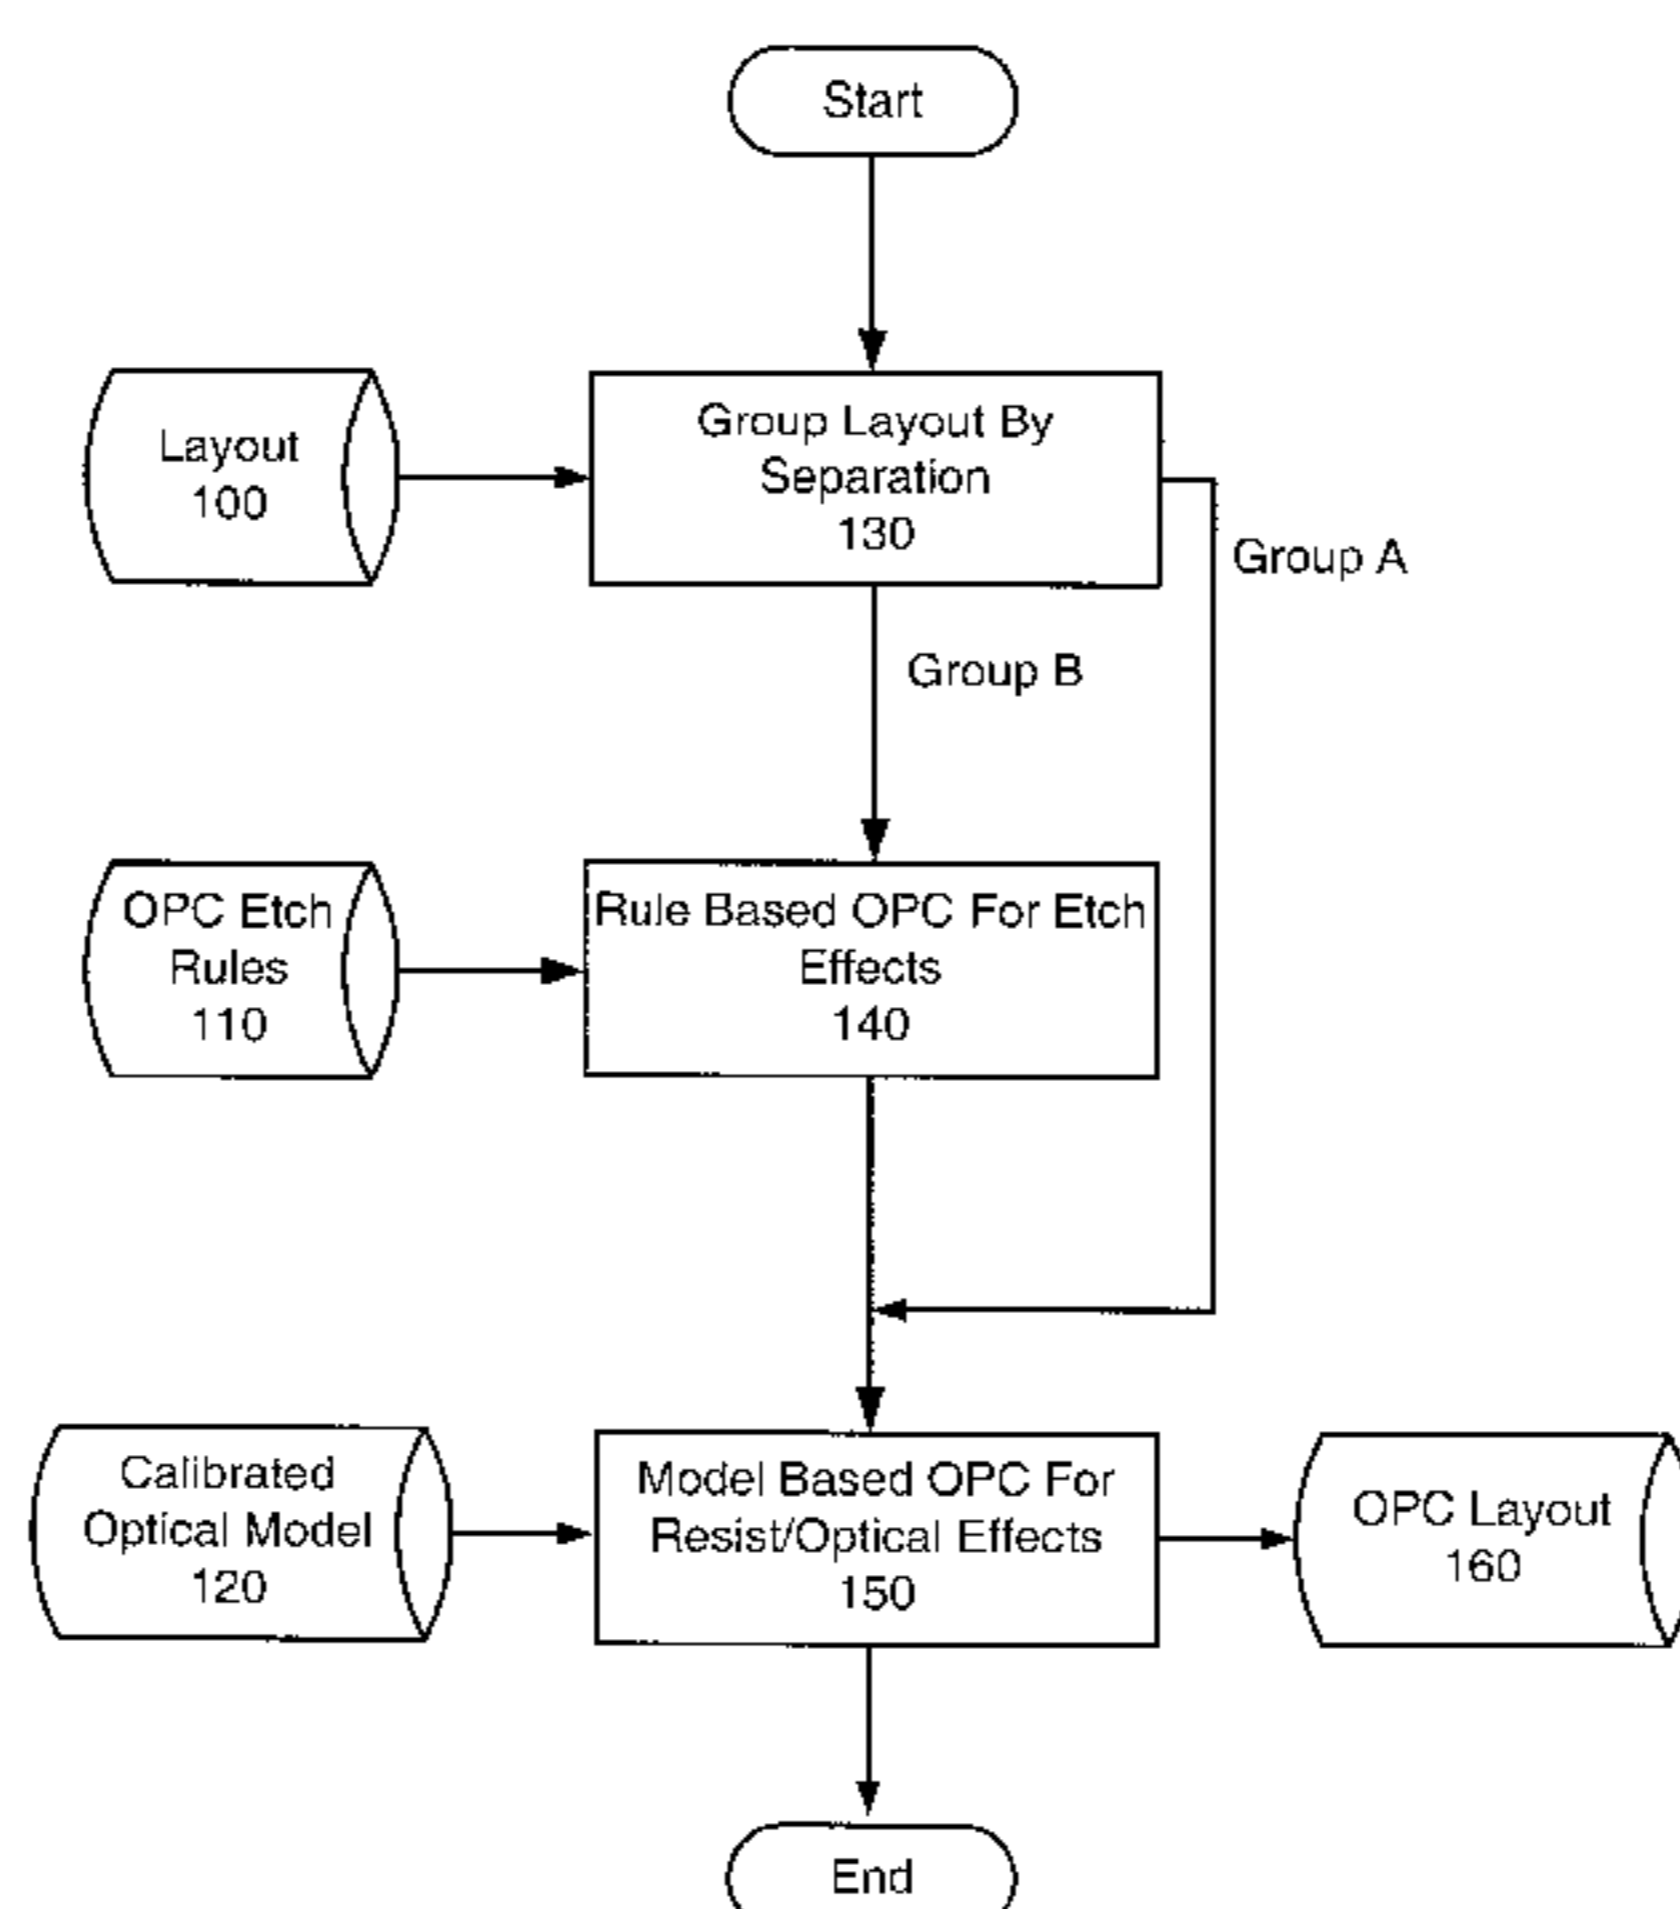 Start
Layout
100
Group Layout By
Separation
130
Group A
Group B
OPC Etch
Rules
110
Rule Based OPC For Etch
Effects
140
Calibrated
Optical Model
120
Model Based OPC For
Resist/Optical Effects
150
OPC Layout
160
End